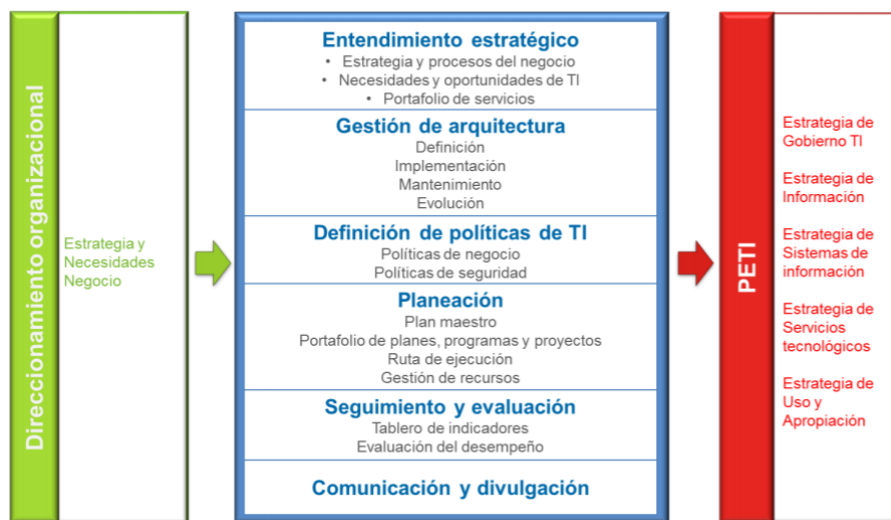 Direccionamiento organizacional
Estrategia y
Necesidades
Negocio
Entendimiento estratégico
• Estrategia y procesos del negocio
• Necesidades y oportunidades de TI
• Portafolio de servicios
Gestión de arquitectura
Definición
Implementación
Mantenimiento
Evolución
Definición de políticas de TI
Políticas de negocio
Políticas de seguridad
Planeación
Plan maestro
Portafolio de planes, programas y proyectos
Ruta de ejecución
Gestión de recursos
Seguimiento y evaluación
Tablero de indicadores
Evaluación del desempeño
Comunicación y divulgación
PETI
Estrategia de
Gobierno TI
Estrategia de
Información
Estrategia de
Sistemas de
información
Estrategia de
Servicios
tecnológicos
Estrategia de
Uso y
Apropiación